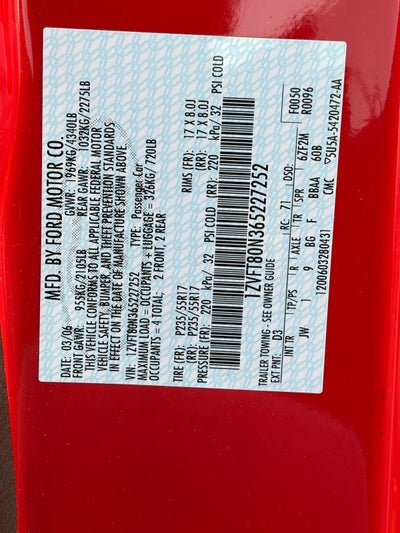 MFD. BY FORD MOTOR CO.
03/06 GVWR: 1969KG/4340LB
FRONT GAWR: 955KG/2105LB REAR GAWR: 1032KG/2275LB
THIS VEHICLE CONFORMS TO ALL APPLICABLE FEDERAL MOTOR
VEHICLE SAFETY, BUMPER, AND THEFT PREVENTION STANDARDS
IN EFFECT ON THE DATE OF MANUFACTURE SHOWN ABOVE.
VIN: 1ZVFT80N365227252 TYPE: Passenger Car
MAXIMUM LOAD = OCCUPANTS + LUGGAGE = 326KG / 720LB
OCCUPANTS = 4 TOTAL: 2 FRONT, 2 REAR
TIRE (FR): P235/55R17 RIMS (FR): 17 X 8.0J
(RR): P235/55R17 (RR): 17 X 8.0J
PRESSURE (FR): 220 kPa/ 32 PSI COLD (RR): 220 kPa/ 32 PSI COLD
1ZVFT80N365227252
TRAILER TOWING-SEE OWNER GUIDE F0050
EXT PNT: D3 RC: 71 DSO: R0096
INT TR TP/PS R AXLE TR SPR
JW 1 9 BG F BBAA 6ZF2M 60B
1200603280431 CMC ▽5U5A-5420472-AA